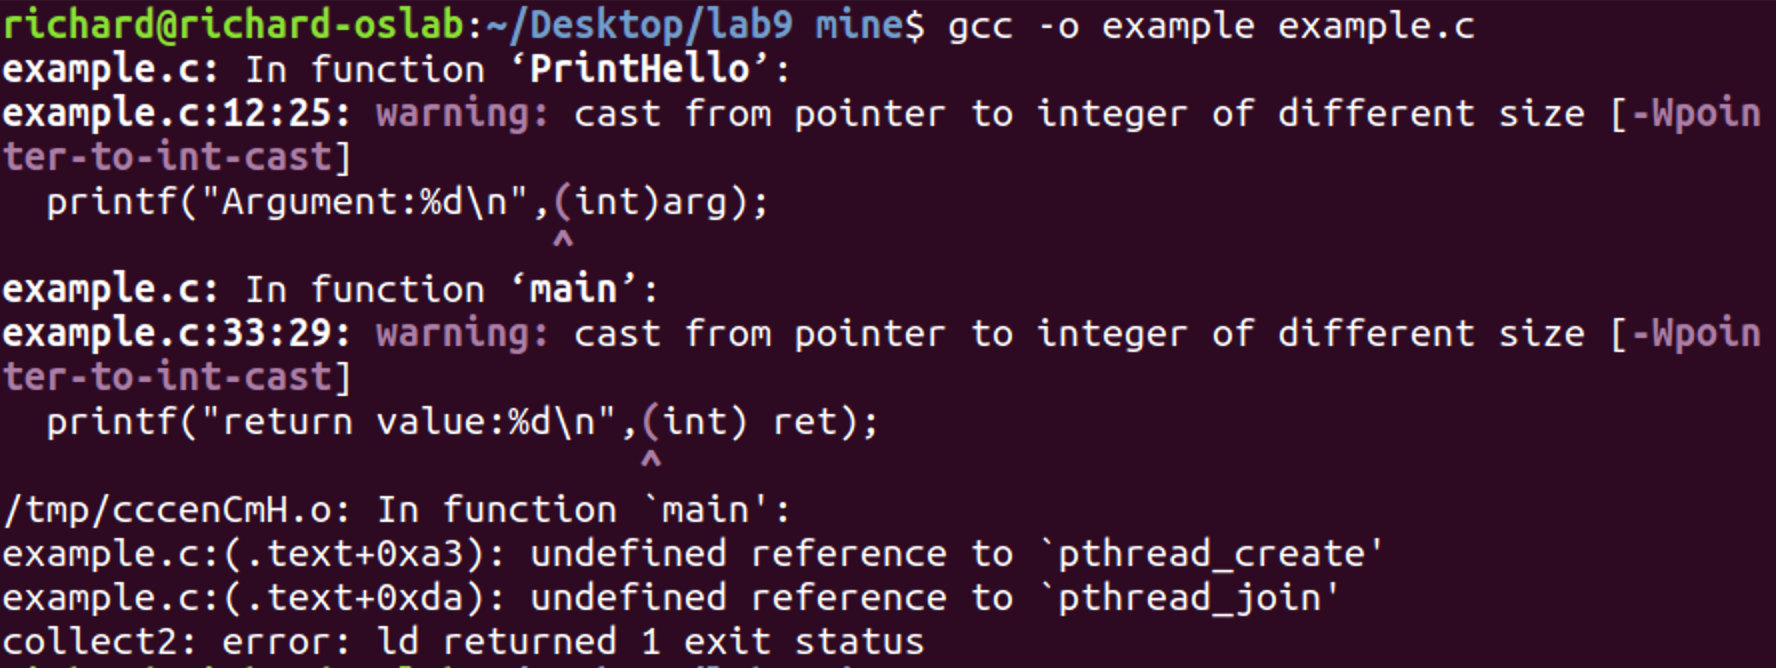 richard@richard-oslab:~/Desktop/lab9 mine$ gcc -o example example.c
example.c: In function ‘PrintHello’:
example.c:12:25: warning: cast from pointer to integer of different size [-Wpoin
ter-to-int-cast]
  printf("Argument:%d\n",(int)arg);
                         ^
example.c: In function ‘main’:
example.c:33:29: warning: cast from pointer to integer of different size [-Wpoin
ter-to-int-cast]
  printf("return value:%d\n",(int) ret);
                             ^
/tmp/cccenCmH.o: In function `main':
example.c:(.text+0xa3): undefined reference to `pthread_create'
example.c:(.text+0xda): undefined reference to `pthread_join'
collect2: error: ld returned 1 exit status